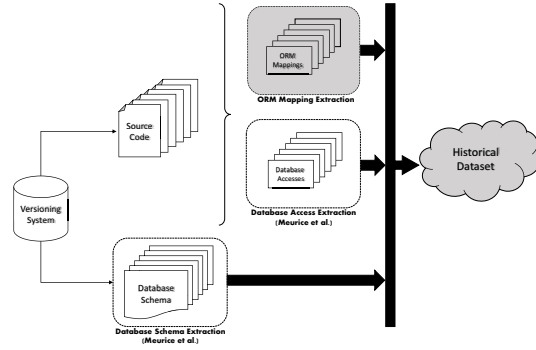 ORM
Mappings
ORM Mapping Extraction
Source
Code
Database
Accesses
Database Access Extraction
(Meurice et al.)
Historical
Dataset
Versioning
System
Database
Schema
Database Schema Extraction
(Meurice et al.)